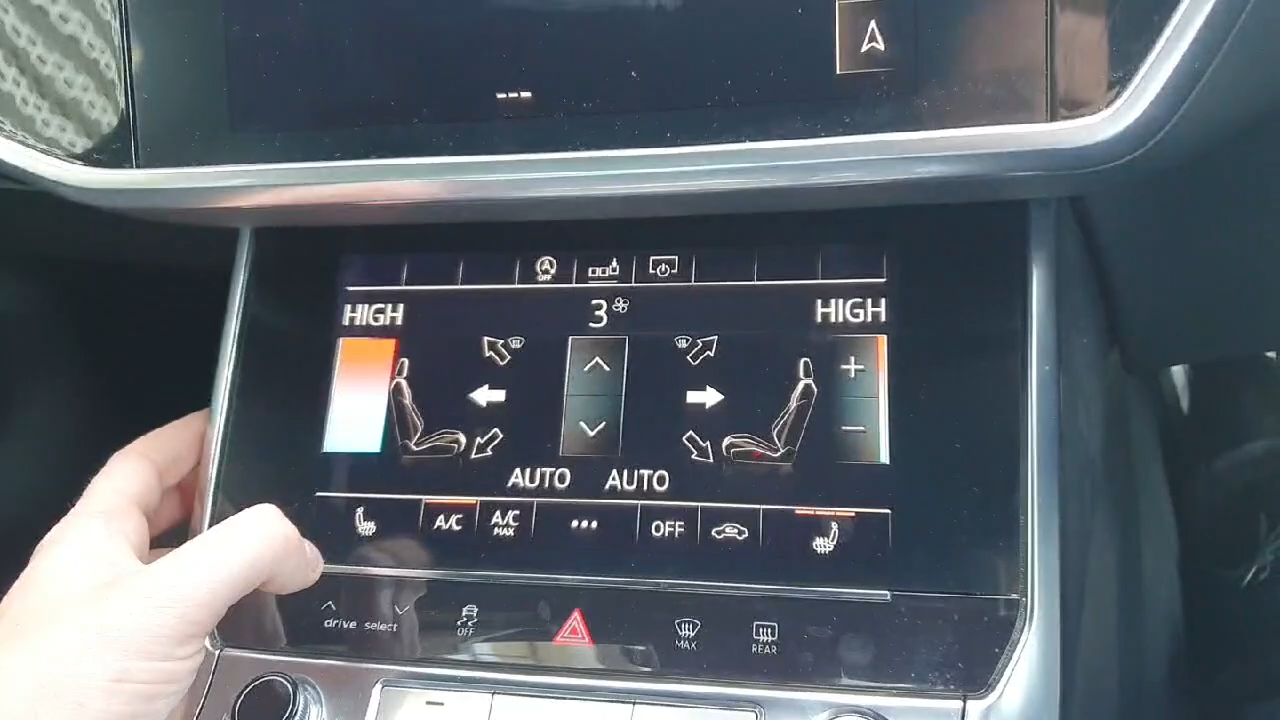 OFF
HIGH 3 HIGH
AUTO AUTO
A/C A/C MAX OFF
drive select OFF MAX REAR